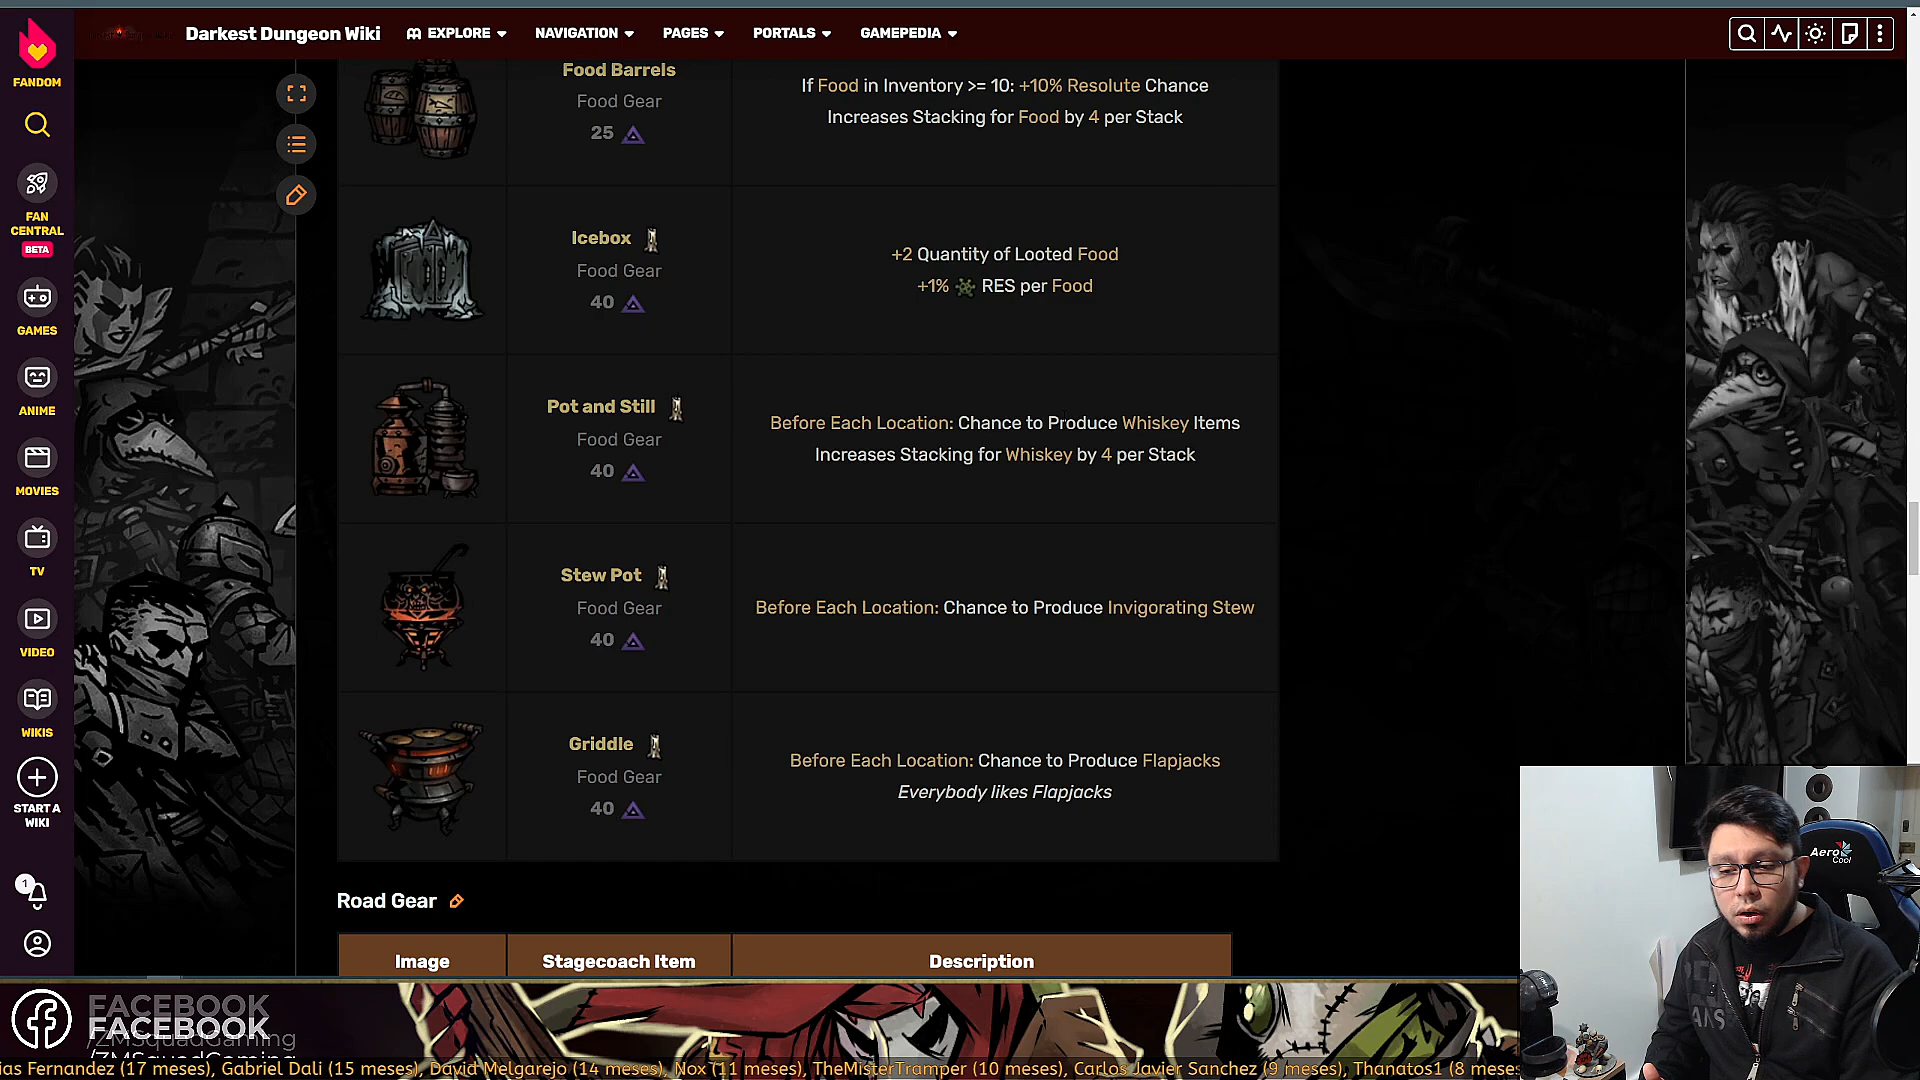 Darkest Dungeon Wiki
EXPLORE
NAVIGATION
PAGES
PORTALS
GAMEPEDIA
FANDOM
FAN CENTRAL
BETA
GAMES
ANIME
MOVIES
TV
VIDEO
WIKIS
START A WIKI
1
Food Barrels
Food Gear
25
If Food in Inventory >= 10: +10% Resolute Chance
Increases Stacking for Food by 4 per Stack
Icebox
Food Gear
40
+2 Quantity of Looted Food
+1% RES per Food
Pot and Still
Food Gear
40
Before Each Location: Chance to Produce Whiskey Items
Increases Stacking for Whiskey by 4 per Stack
Stew Pot
Food Gear
40
Before Each Location: Chance to Produce Invigorating Stew
Griddle
Food Gear
40
Before Each Location: Chance to Produce Flapjacks
Everybody likes Flapjacks
Road Gear
Image
Stagecoach Item
Description
Aero
Cool
FACEBOOK
FACEBOOK
/ZMSquadGaming
/ZMSquadGaming
ias Fernandez (17 meses), Gabriel Dali (15 meses), David Melgarejo (14 meses), Nox (11 meses), TheMisterTramper (10 meses), Carlos Javier Sanchez (9 meses), Thanatos1 (8 meses